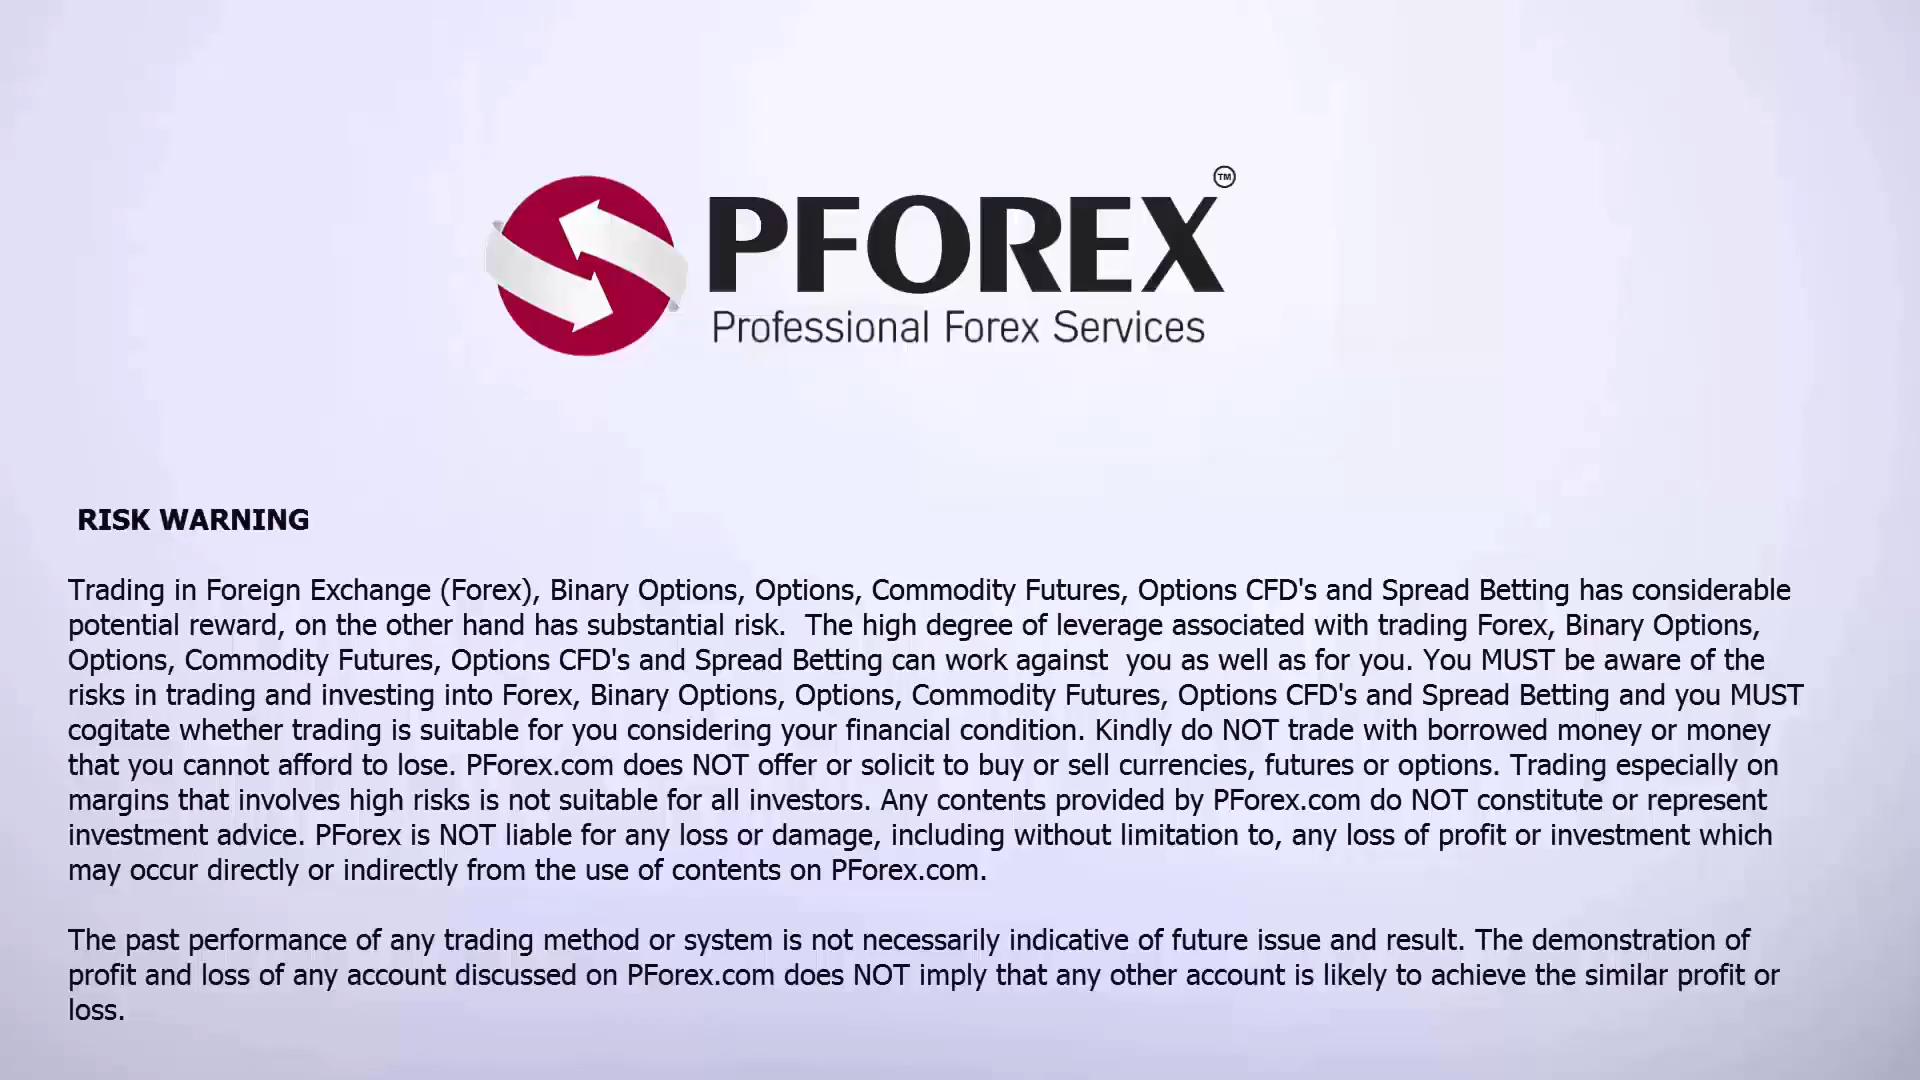 TM
PFOREX
Professional Forex Services
RISK WARNING
Trading in Foreign Exchange (Forex), Binary Options, Options, Commodity Futures, Options CFD's and Spread Betting has considerable
potential reward, on the other hand has substantial risk.  The high degree of leverage associated with trading Forex, Binary Options,
Options, Commodity Futures, Options CFD's and Spread Betting can work against  you as well as for you. You MUST be aware of the
risks in trading and investing into Forex, Binary Options, Options, Commodity Futures, Options CFD's and Spread Betting and you MUST
cogitate whether trading is suitable for you considering your financial condition. Kindly do NOT trade with borrowed money or money
that you cannot afford to lose. PForex.com does NOT offer or solicit to buy or sell currencies, futures or options. Trading especially on
margins that involves high risks is not suitable for all investors. Any contents provided by PForex.com do NOT constitute or represent
investment advice. PForex is NOT liable for any loss or damage, including without limitation to, any loss of profit or investment which
may occur directly or indirectly from the use of contents on PForex.com.
The past performance of any trading method or system is not necessarily indicative of future issue and result. The demonstration of
profit and loss of any account discussed on PForex.com does NOT imply that any other account is likely to achieve the similar profit or
loss.